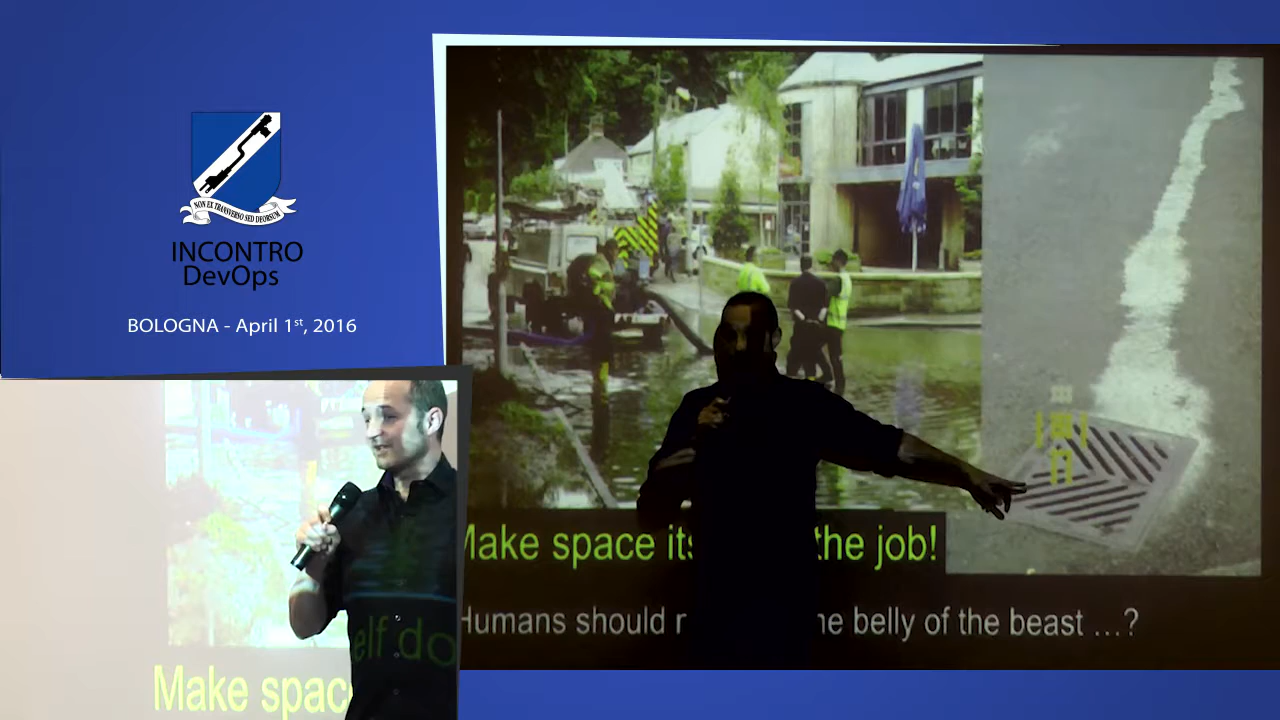 NON EX TRANSVERSO SED DEORSUM
INCONTRO
DevOps
BOLOGNA - April 1st, 2016
Make space its the job!
Humans should belly of the beast ...?
elf do
Make spac